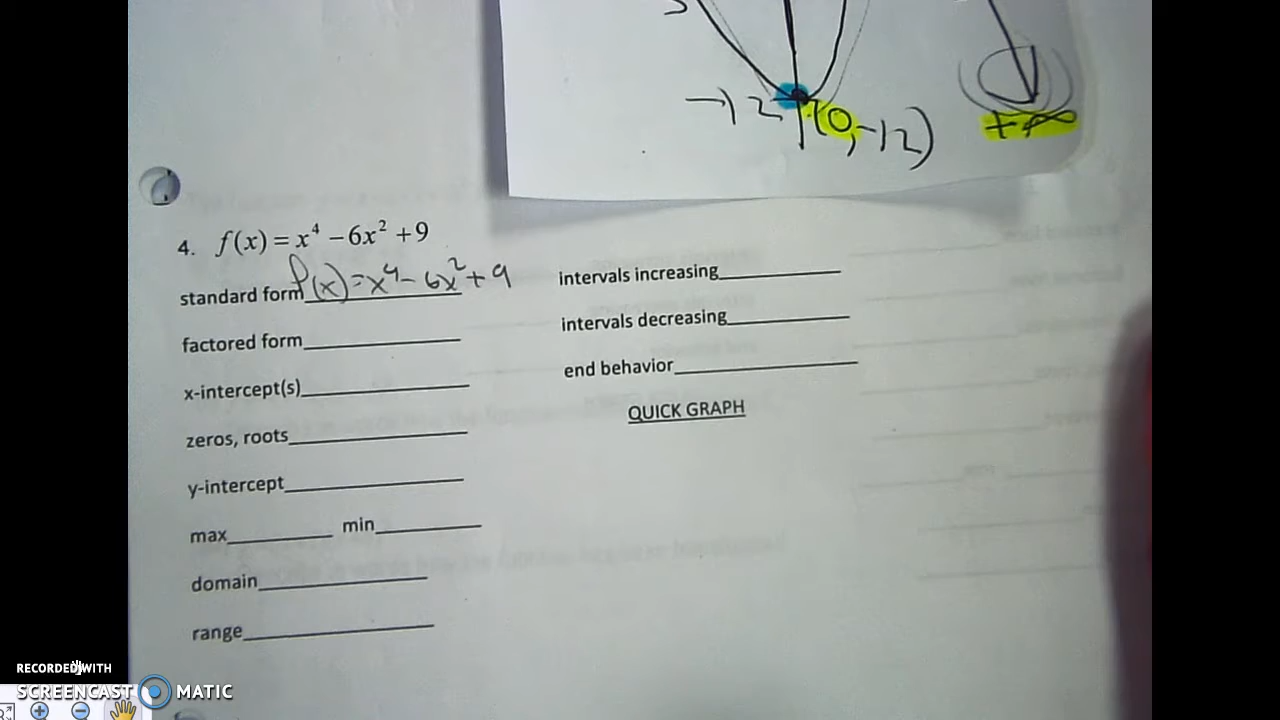 -12 (0,-12)
+∞
4. f(x) = x⁴ − 6x² + 9
standard form f(x) = x⁴ - 6x² + 9
factored form
x-intercept(s)
zeros, roots
y-intercept
max min
domain
range
intervals increasing
intervals decreasing
end behavior
QUICK GRAPH
RECORDED WITH
SCREENCAST MATIC